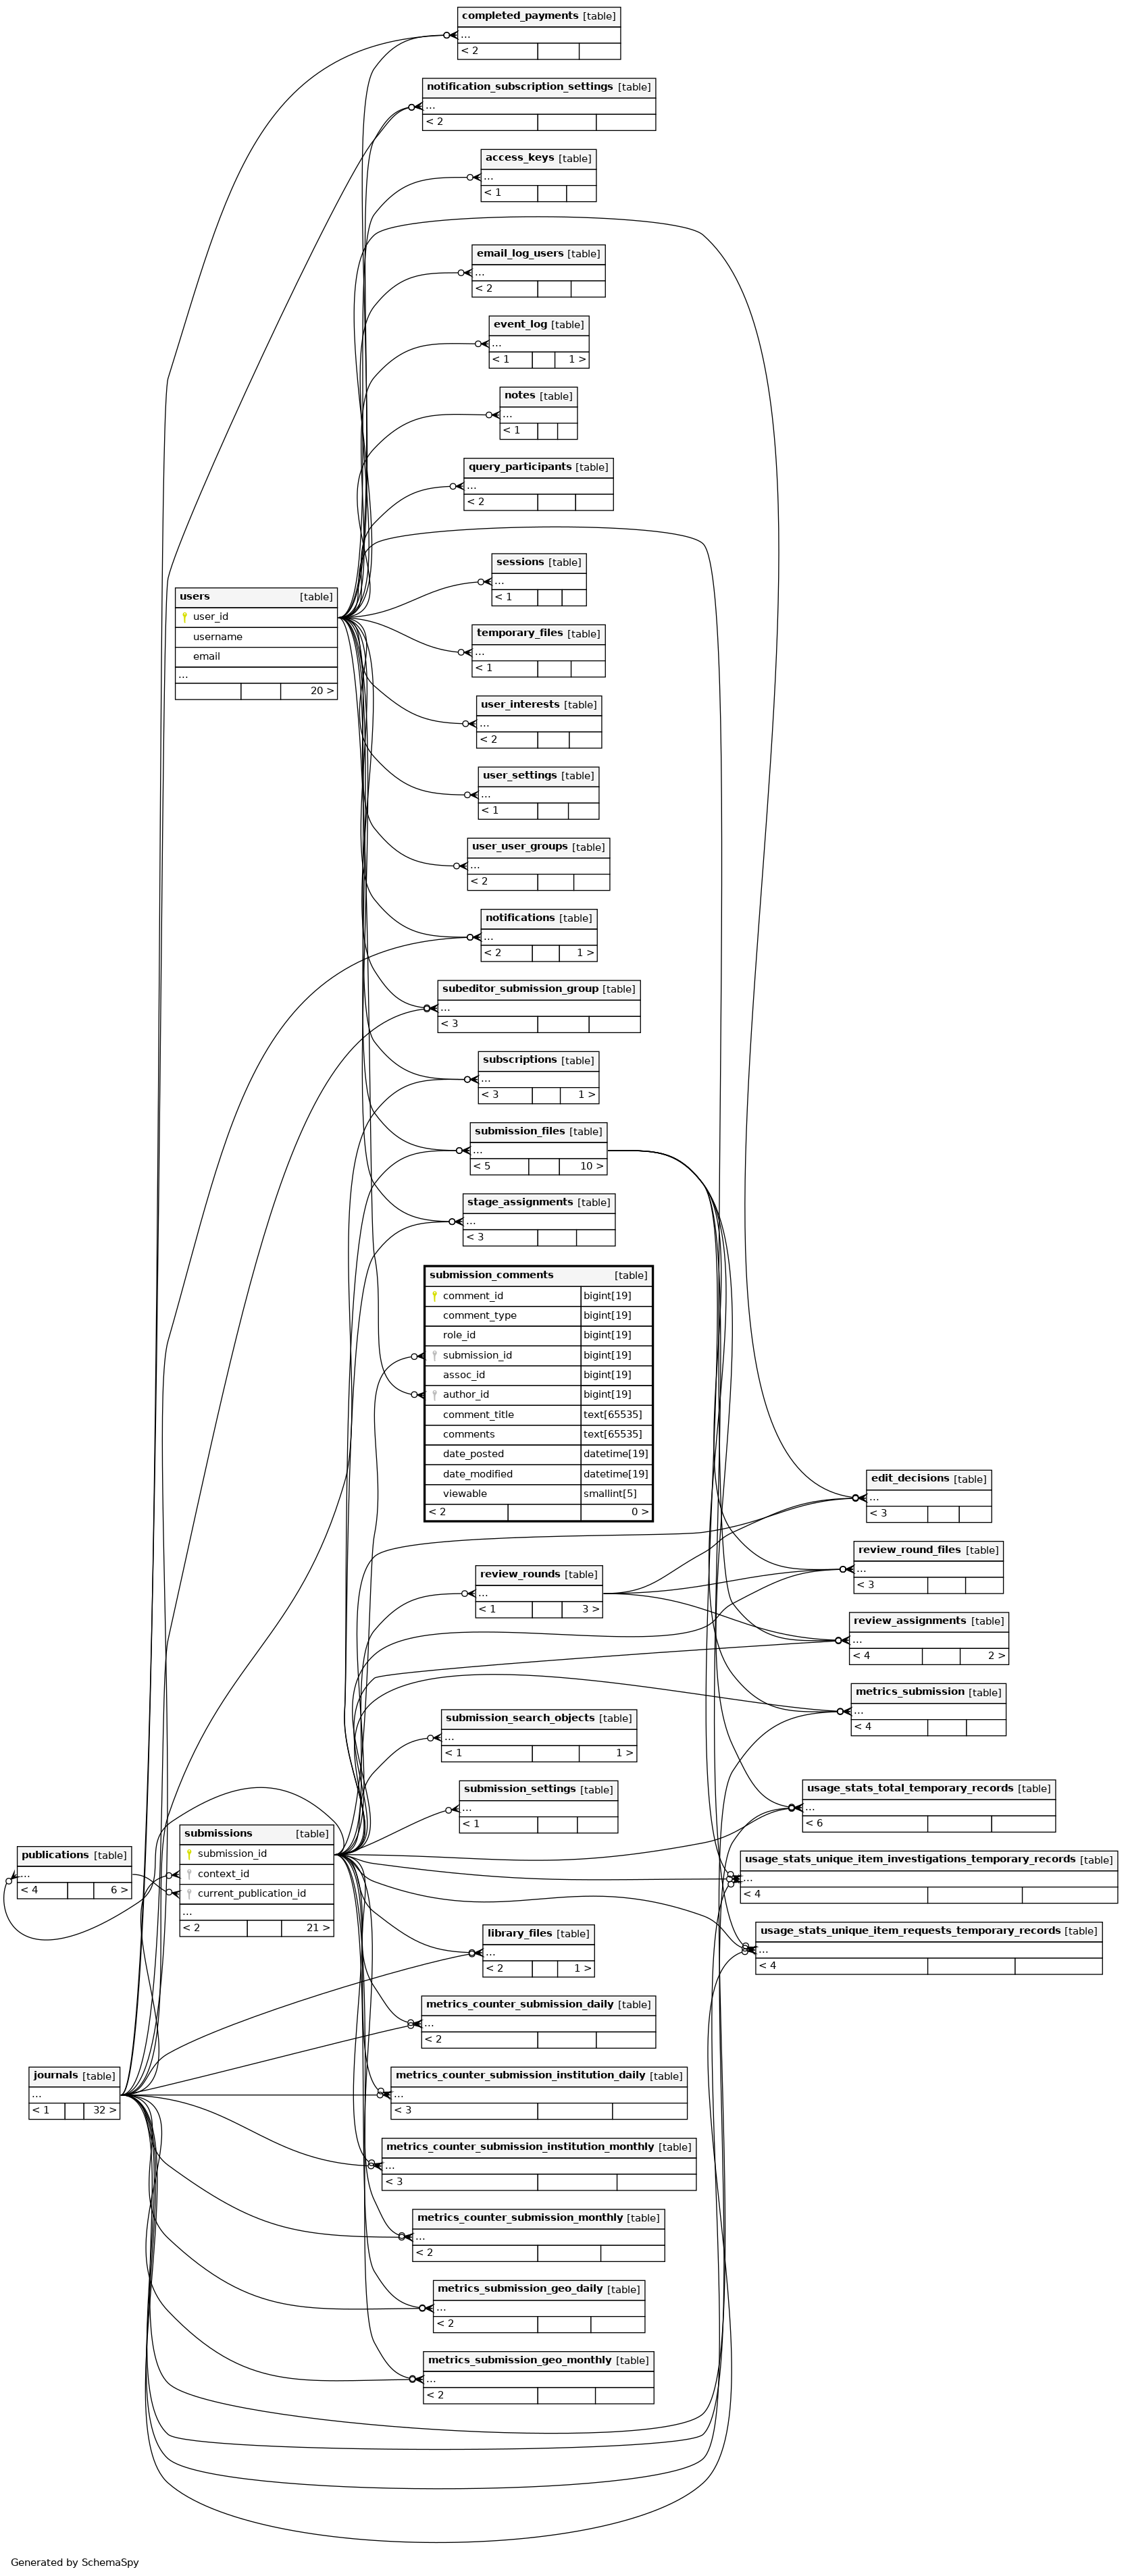 completed_payments [table]
...
< 2
notification_subscription_settings [table]
...
< 2
access_keys [table]
...
< 1
email_log_users [table]
...
< 2
event_log [table]
...
< 1 1 >
notes [table]
...
< 1
query_participants [table]
...
< 2
sessions [table]
...
< 1
users [table]
user_id
username
email
...
20 >
temporary_files [table]
...
< 1
user_interests [table]
...
< 2
user_settings [table]
...
< 1
user_user_groups [table]
...
< 2
notifications [table]
...
< 2 1 >
subeditor_submission_group [table]
...
< 3
subscriptions [table]
...
< 3 1 >
submission_files [table]
...
< 5 10 >
stage_assignments [table]
...
< 3
submission_comments [table]
comment_id bigint[19]
comment_type bigint[19]
role_id bigint[19]
submission_id bigint[19]
assoc_id bigint[19]
author_id bigint[19]
comment_title text[65535]
comments text[65535]
date_posted datetime[19]
date_modified datetime[19]
viewable smallint[5]
< 2 0 >
edit_decisions [table]
...
< 3
review_round_files [table]
...
< 3
review_rounds [table]
...
< 1 3 >
review_assignments [table]
...
< 4 2 >
metrics_submission [table]
...
< 4
submission_search_objects [table]
...
< 1 1 >
submission_settings [table]
...
< 1
usage_stats_total_temporary_records [table]
...
< 6
submissions [table]
submission_id
context_id
current_publication_id
...
< 2 21 >
publications [table]
...
< 4 6 >
usage_stats_unique_item_investigations_temporary_records [table]
...
< 4
usage_stats_unique_item_requests_temporary_records [table]
...
< 4
library_files [table]
...
< 2 1 >
metrics_counter_submission_daily [table]
...
< 2
journals [table]
...
< 1 32 >
metrics_counter_submission_institution_daily [table]
...
< 3
metrics_counter_submission_institution_monthly [table]
...
< 3
metrics_counter_submission_monthly [table]
...
< 2
metrics_submission_geo_daily [table]
...
< 2
metrics_submission_geo_monthly [table]
...
< 2
Generated by SchemaSpy